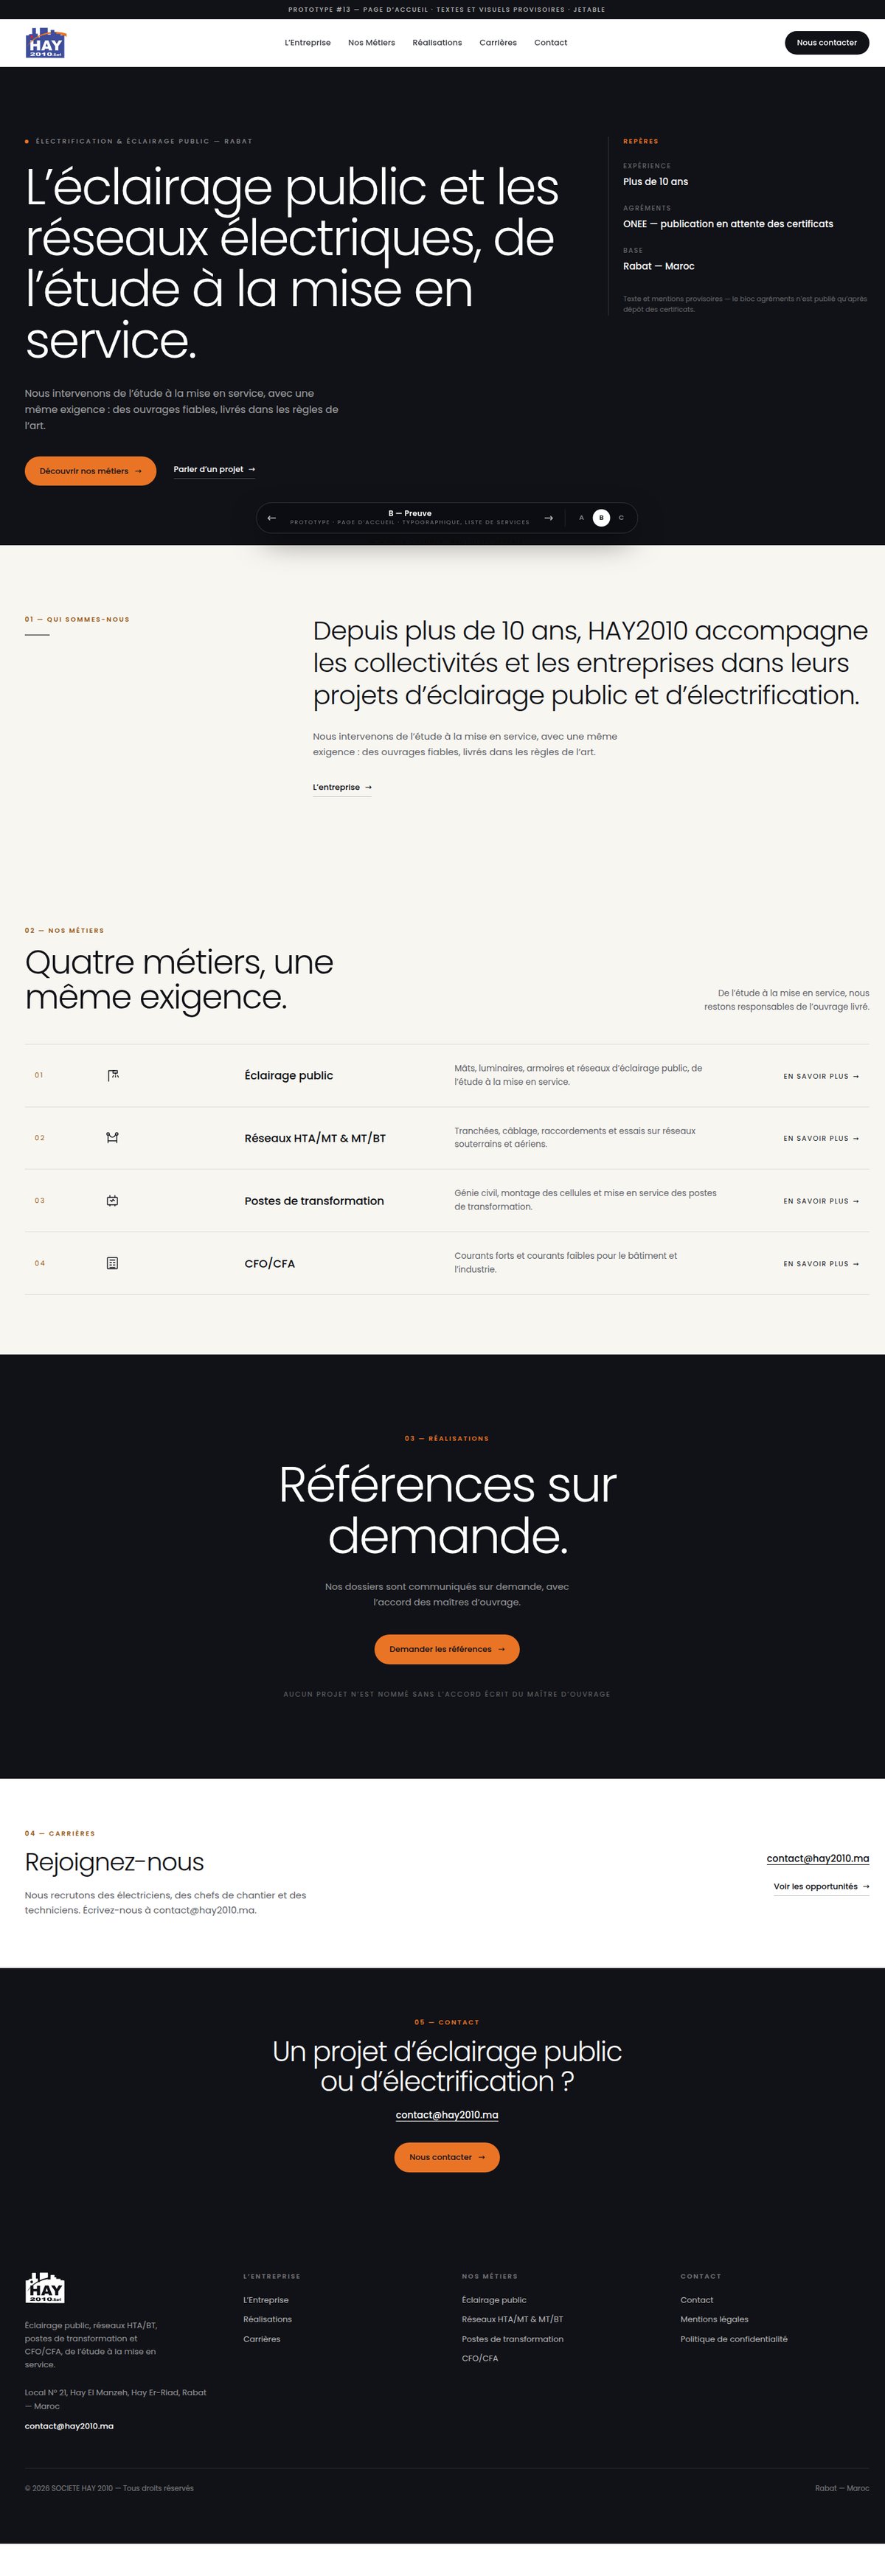 PROTOTYPE #13 — PAGE D'ACCUEIL · TEXTES ET VISUELS PROVISOIRES · JETABLE
HAY
2010.sarl
L'Entreprise
Nos Métiers
Réalisations
Carrières
Contact
Nous contacter
ÉLECTRIFICATION & ÉCLAIRAGE PUBLIC — RABAT
L'éclairage public et les
réseaux électriques, de
l'étude à la mise en
service.
Nous intervenons de l'étude à la mise en service, avec une
même exigence : des ouvrages fiables, livrés dans les règles de
l'art.
Découvrir nos métiers →
Parler d'un projet →
REPÈRES
EXPÉRIENCE
Plus de 10 ans
AGRÉMENTS
ONEE — publication en attente des certificats
BASE
Rabat — Maroc
Texte et mentions provisoires — le bloc agréments n'est publié qu'après
dépôt des certificats.
←
B — Preuve
PROTOTYPE · PAGE D'ACCUEIL · TYPOGRAPHIQUE, LISTE DE SERVICES
→
A
B
C
01 — QUI SOMMES-NOUS
Depuis plus de 10 ans, HAY2010 accompagne
les collectivités et les entreprises dans leurs
projets d'éclairage public et d'électrification.
Nous intervenons de l'étude à la mise en service, avec une même
exigence : des ouvrages fiables, livrés dans les règles de l'art.
L'entreprise →
02 — NOS MÉTIERS
Quatre métiers, une
même exigence.
De l'étude à la mise en service, nous
restons responsables de l'ouvrage livré.
01
Éclairage public
Mâts, luminaires, armoires et réseaux d'éclairage public, de
l'étude à la mise en service.
EN SAVOIR PLUS →
02
Réseaux HTA/MT & MT/BT
Tranchées, câblage, raccordements et essais sur réseaux
souterrains et aériens.
EN SAVOIR PLUS →
03
Postes de transformation
Génie civil, montage des cellules et mise en service des postes
de transformation.
EN SAVOIR PLUS →
04
CFO/CFA
Courants forts et courants faibles pour le bâtiment et
l'industrie.
EN SAVOIR PLUS →
03 — RÉALISATIONS
Références sur
demande.
Nos dossiers sont communiqués sur demande, avec
l'accord des maîtres d'ouvrage.
Demander les références →
AUCUN PROJET N'EST NOMMÉ SANS L'ACCORD ÉCRIT DU MAÎTRE D'OUVRAGE
04 — CARRIÈRES
Rejoignez-nous
Nous recrutons des électriciens, des chefs de chantier et des
techniciens. Écrivez-nous à contact@hay2010.ma.
contact@hay2010.ma
Voir les opportunités →
05 — CONTACT
Un projet d'éclairage public
ou d'électrification ?
contact@hay2010.ma
Nous contacter →
HAY
2010.sarl
Éclairage public, réseaux HTA/BT,
postes de transformation et
CFO/CFA, de l'étude à la mise en
service.
Local N° 21, Hay El Manzeh, Hay Er-Riad, Rabat
— Maroc
contact@hay2010.ma
L'ENTREPRISE
L'Entreprise
Réalisations
Carrières
NOS MÉTIERS
Éclairage public
Réseaux HTA/MT & MT/BT
Postes de transformation
CFO/CFA
CONTACT
Contact
Mentions légales
Politique de confidentialité
© 2026 SOCIETE HAY 2010 — Tous droits réservés
Rabat — Maroc